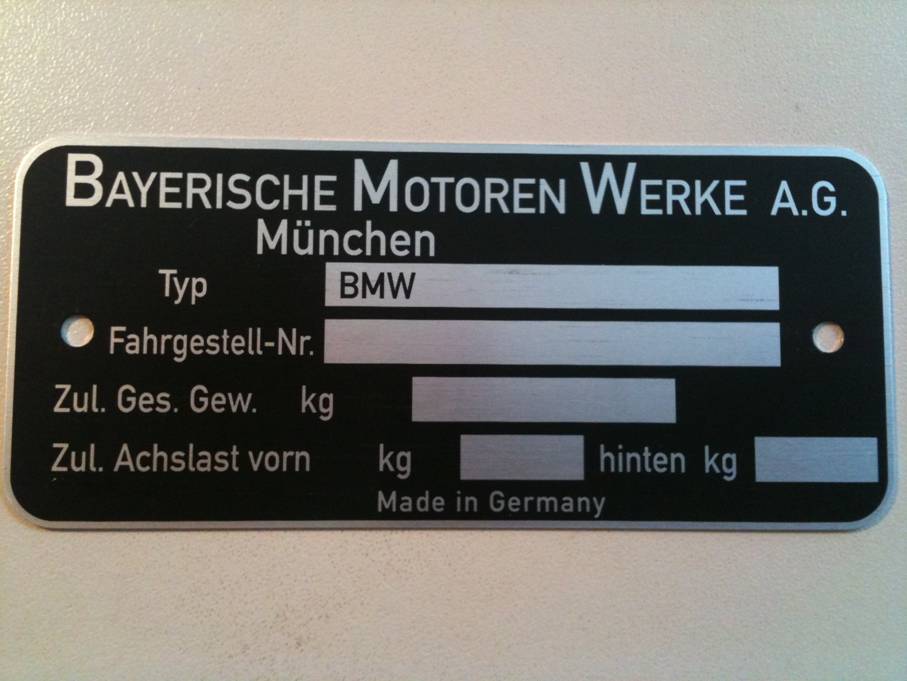 BAYERISCHE MOTOREN WERKE A.G.
München
Typ BMW
Fahrgestell-Nr.
Zul. Ges. Gew. kg
Zul. Achslast vorn kg hinten kg
Made in Germany